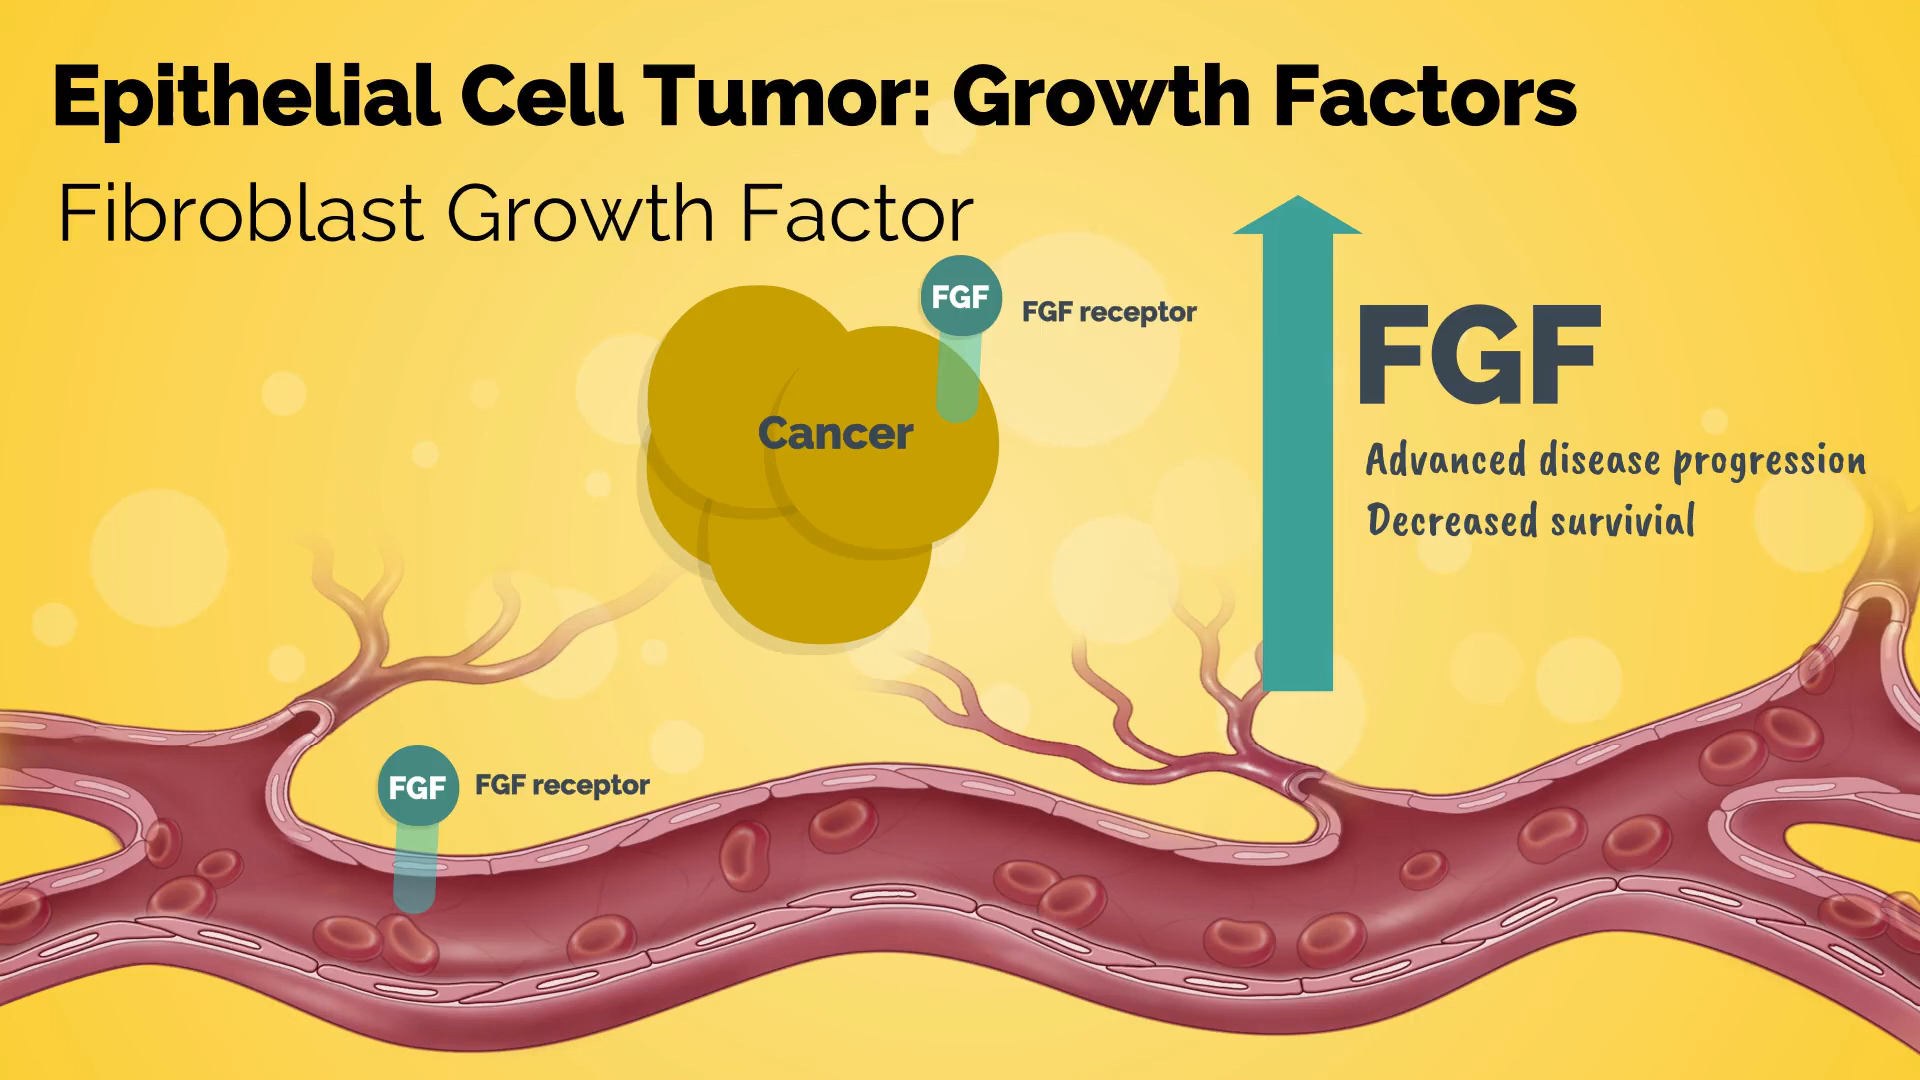 Epithelial Cell Tumor: Growth Factors
Fibroblast Growth Factor
FGF
FGF receptor
Cancer
FGF
Advanced disease progression
Decreased survivial
FGF
FGF receptor